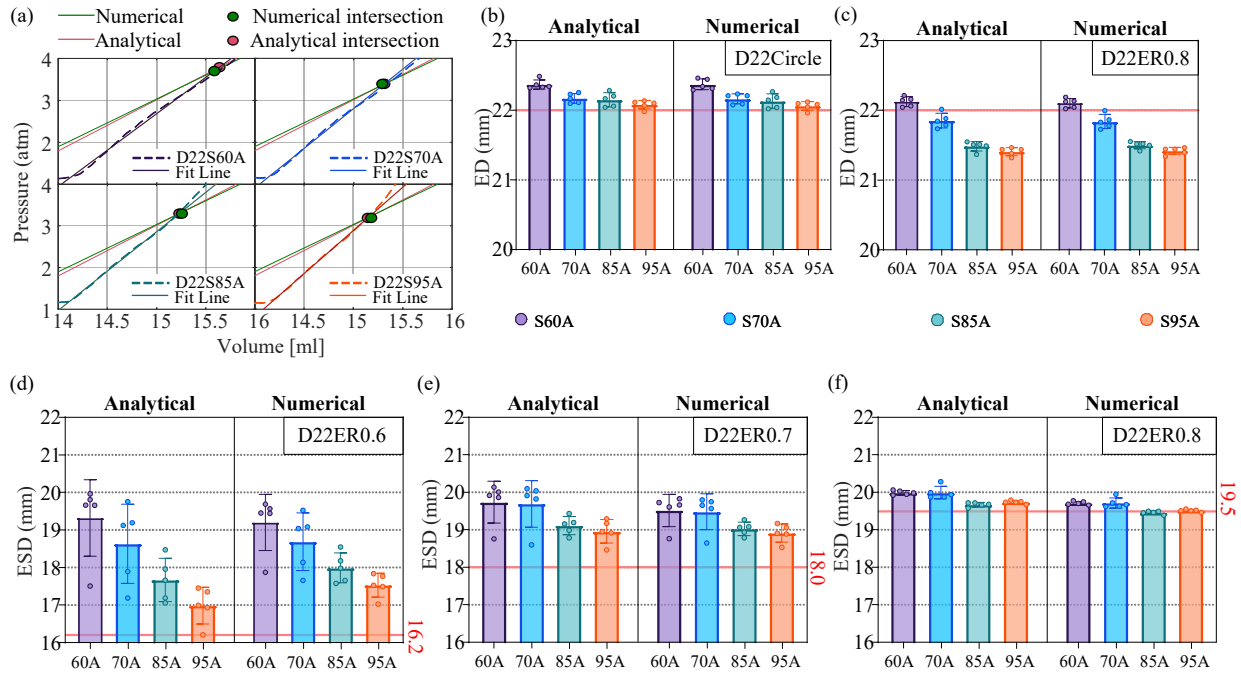 (a)
Numerical
Numerical intersection
Analytical
Analytical intersection
4
3
2
D22S60A
Fit Line
D22S70A
Fit Line
4
3
2
1
D22S85A
Fit Line
D22S95A
Fit Line
14 14.5 15 15.5 16 14.5 15 15.5 16
Pressure (atm)
Volume [ml]
(b)
Analytical Numerical
D22Circle
23
22
21
20
ED (mm)
60A 70A 85A 95A 60A 70A 85A 95A
(c)
Analytical Numerical
D22ER0.8
23
22
21
20
ED (mm)
60A 70A 85A 95A 60A 70A 85A 95A
S60A S70A S85A S95A
(d)
Analytical Numerical
D22ER0.6
22
21
20
19
18
17
16
ESD (mm)
16.2
60A 70A 85A 95A 60A 70A 85A 95A
(e)
Analytical Numerical
D22ER0.7
22
21
20
19
18
17
16
ESD (mm)
18.0
60A 70A 85A 95A 60A 70A 85A 95A
(f)
Analytical Numerical
D22ER0.8
22
21
20
19
18
17
16
ESD (mm)
19.5
60A 70A 85A 95A 60A 70A 85A 95A